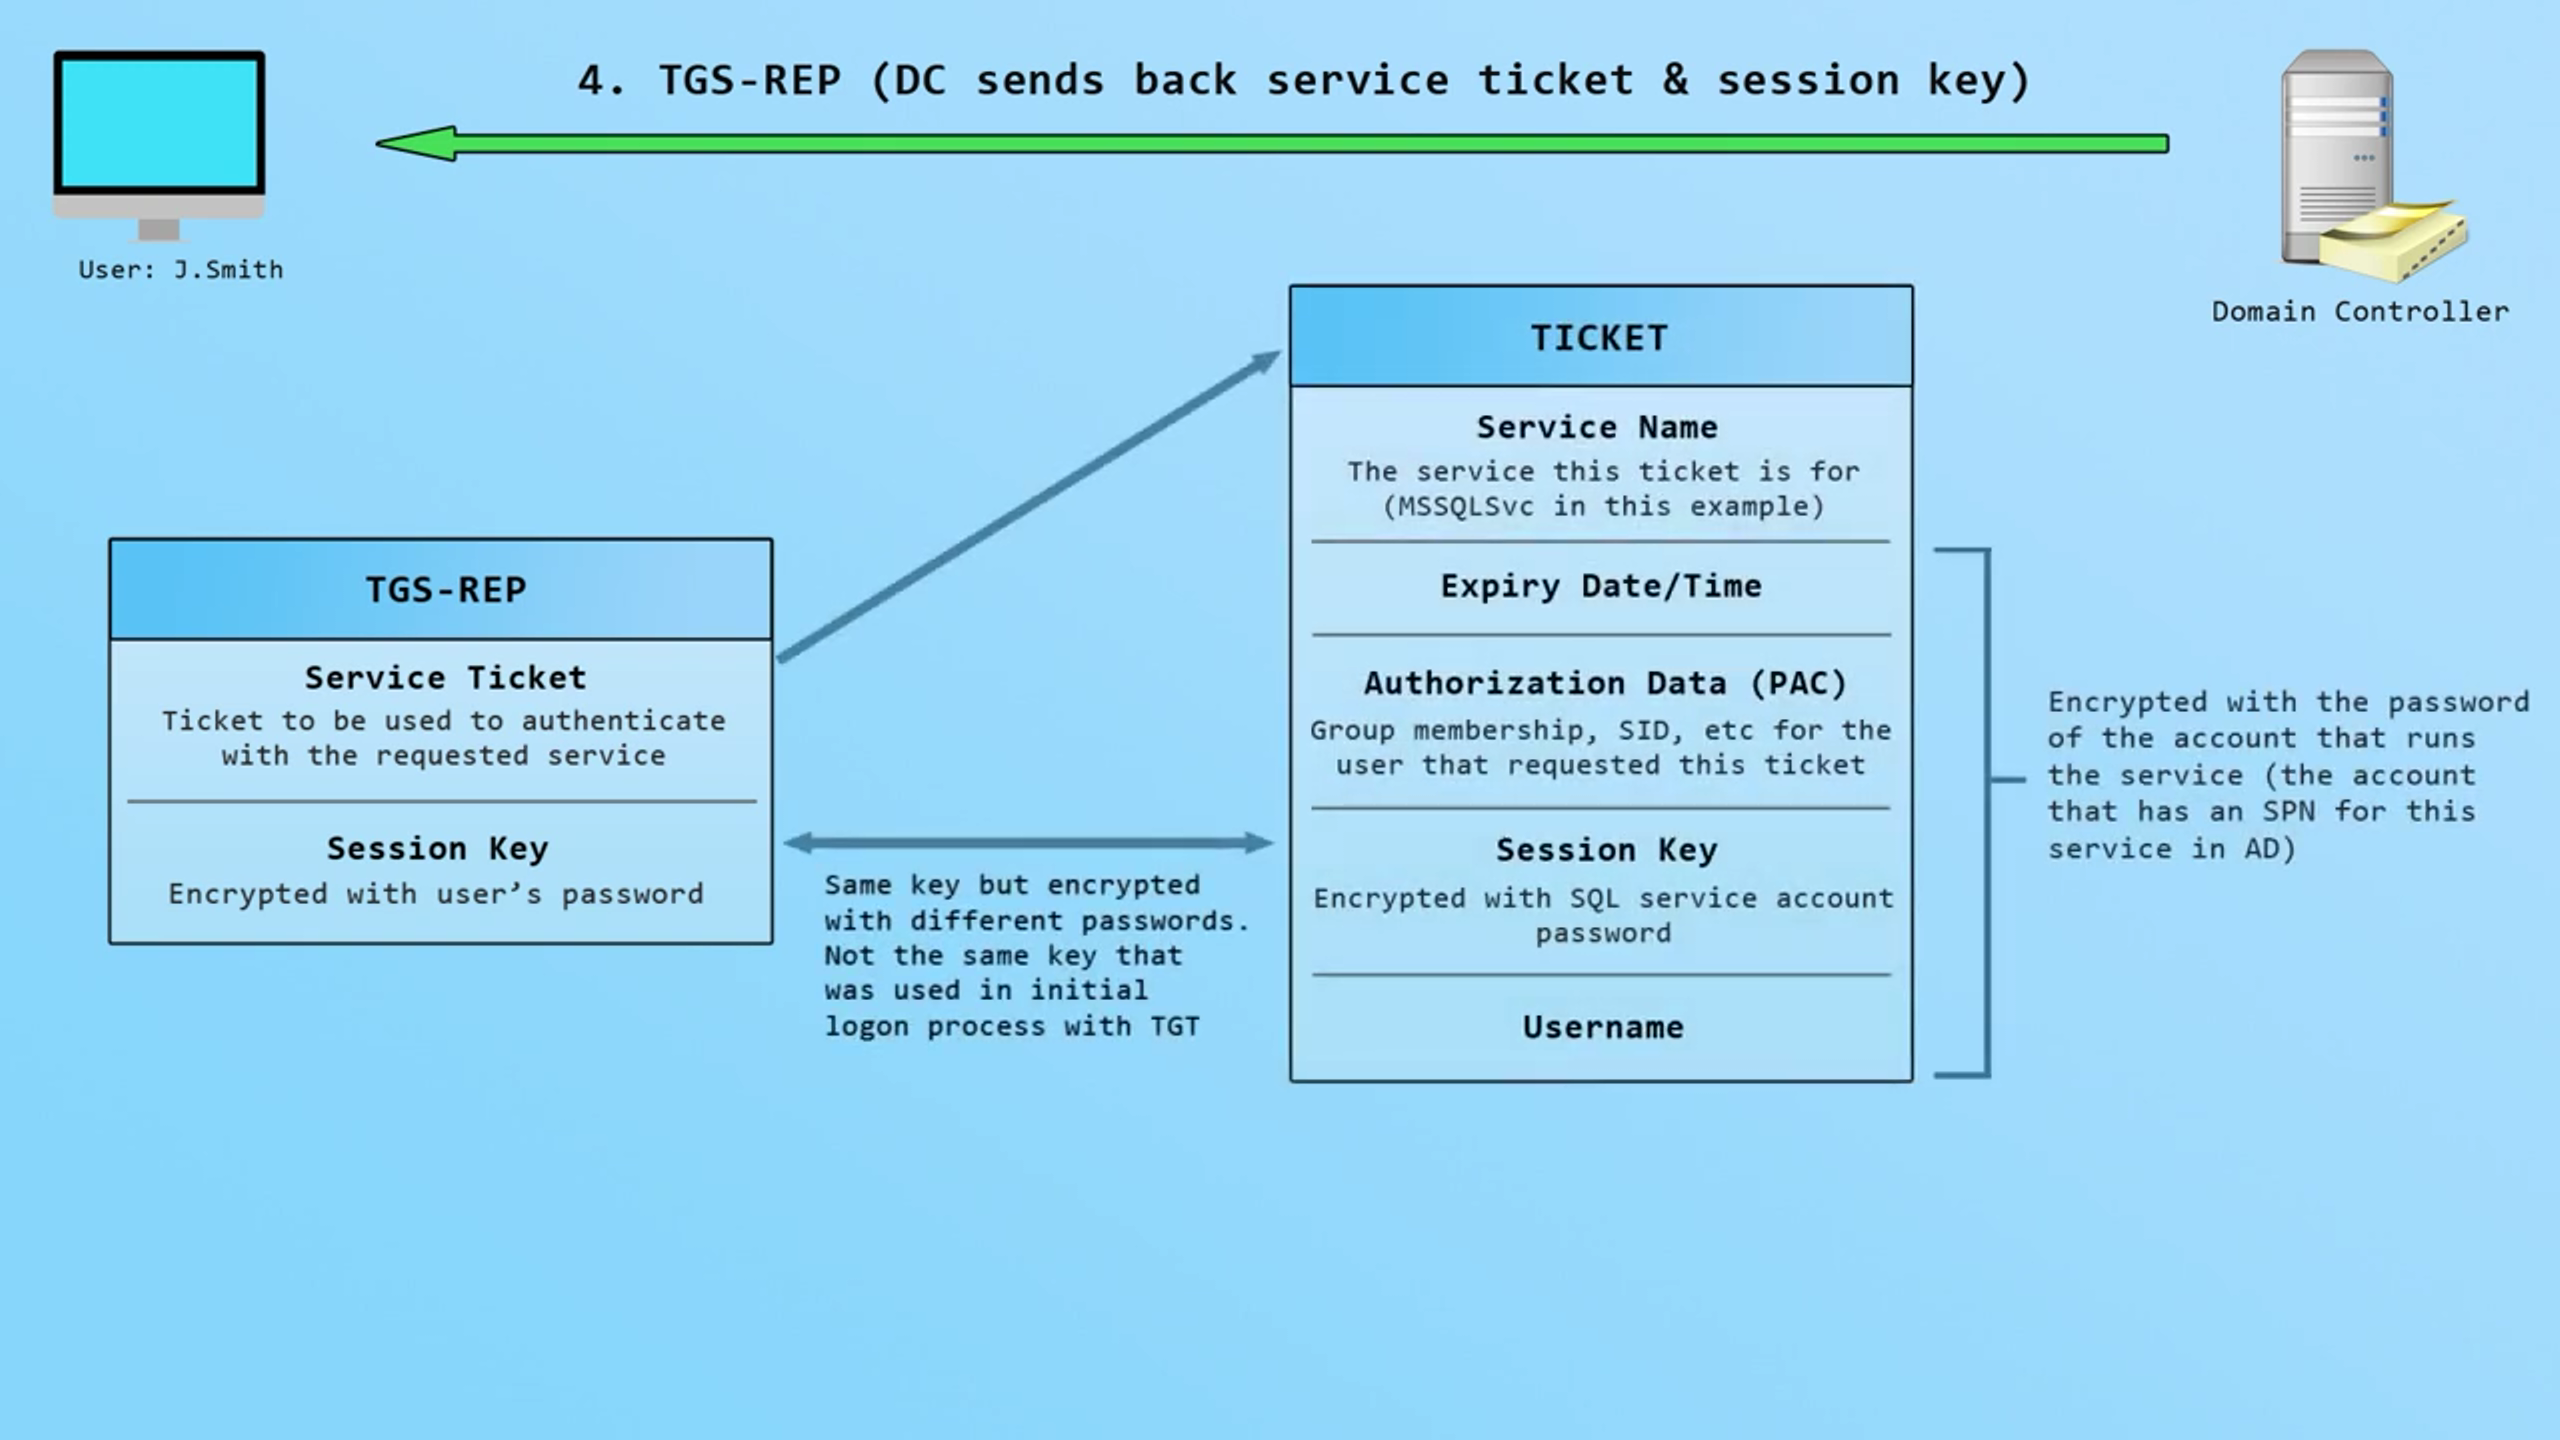 4. TGS-REP (DC sends back service ticket & session key)
User: J.Smith
Domain Controller
TICKET
Service Name
The service this ticket is for
(MSSQLSvc in this example)
Expiry Date/Time
Authorization Data (PAC)
Group membership, SID, etc for the
user that requested this ticket
Session Key
Encrypted with SQL service account
password
Username
TGS-REP
Service Ticket
Ticket to be used to authenticate
with the requested service
Session Key
Encrypted with user’s password
Same key but encrypted
with different passwords.
Not the same key that
was used in initial
logon process with TGT
Encrypted with the password
of the account that runs
the service (the account
that has an SPN for this
service in AD)